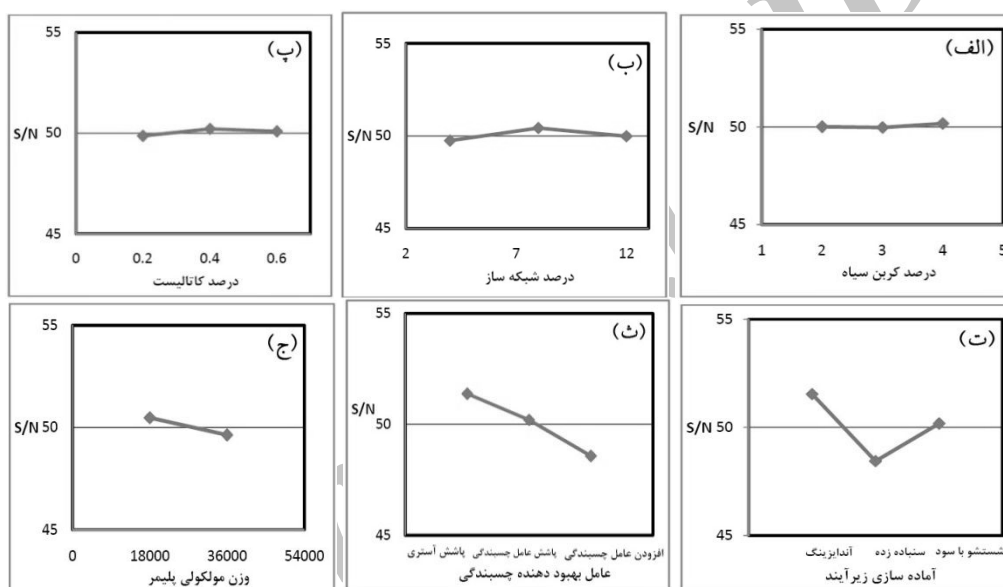 (پ)
55
S/N 50
45
0 0.2 0.4 0.6
درصد کاتالیست
(ب)
55
S/N 50
45
2 7 12
درصد شبکه ساز
(الف)
55
S/N 50
45
1 2 3 4 5
درصد کربن سیاه
(ج)
55
S/N 50
45
0 18000 36000 54000
وزن مولکولی پلیمر
(ث)
55
S/N 50
45
پاشش آستری پاشش عامل چسبندگی افزودن عامل چسبندگی
عامل بهبود دهنده چسبندگی
(ت)
55
S/N 50
45
آندایزینگ سنباده زده شستشو با سود
آماده سازی زیرآیند